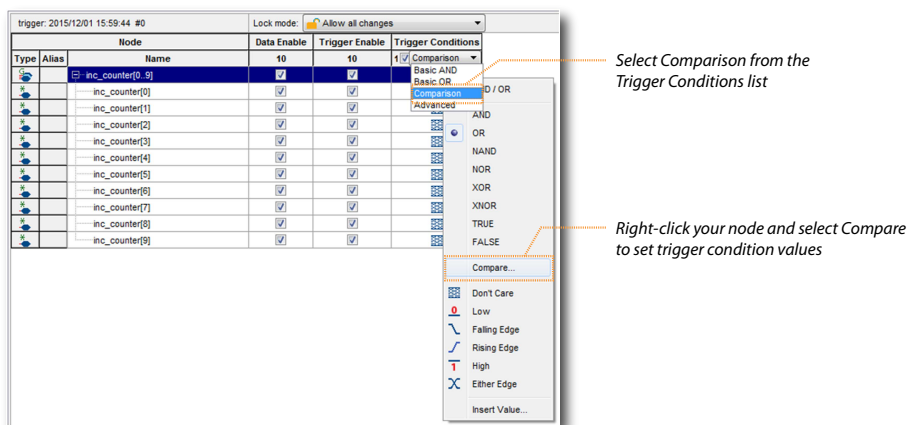 trigger: 2015/12/01 15:59:44 #0 Lock mode: Allow all changes
Node Data Enable Trigger Enable Trigger Conditions
Type Alias Name 10 10 1 Comparison
Basic AND
Basic OR
Comparison
Advanced
inc_counter[0..9]
inc_counter[0]
inc_counter[1]
inc_counter[2]
inc_counter[3]
inc_counter[4]
inc_counter[5]
inc_counter[6]
inc_counter[7]
inc_counter[8]
inc_counter[9]
D / OR
AND
OR
NAND
NOR
XOR
XNOR
TRUE
FALSE
Compare...
Don't Care
0 Low
Falling Edge
Rising Edge
1 High
Either Edge
Insert Value...
Select Comparison from the
Trigger Conditions list
Right-click your node and select Compare
to set trigger condition values